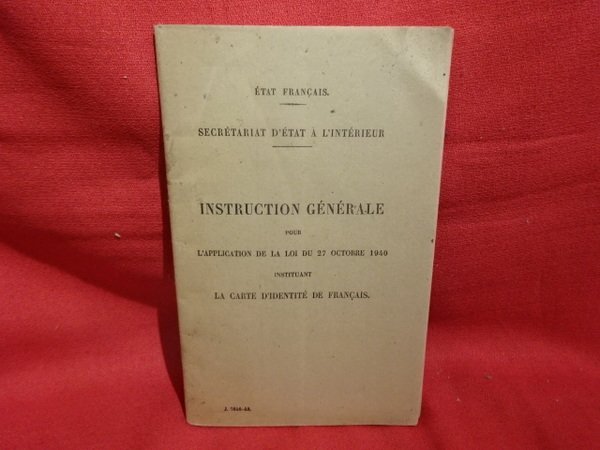 ÉTAT FRANÇAIS.
SECRÉTARIAT D'ÉTAT À L'INTÉRIEUR
INSTRUCTION GÉNÉRALE
POUR
L'APPLICATION DE LA LOI DU 27 OCTOBRE 1940
INSTITUANT
LA CARTE D'IDENTITÉ DE FRANÇAIS.
J.